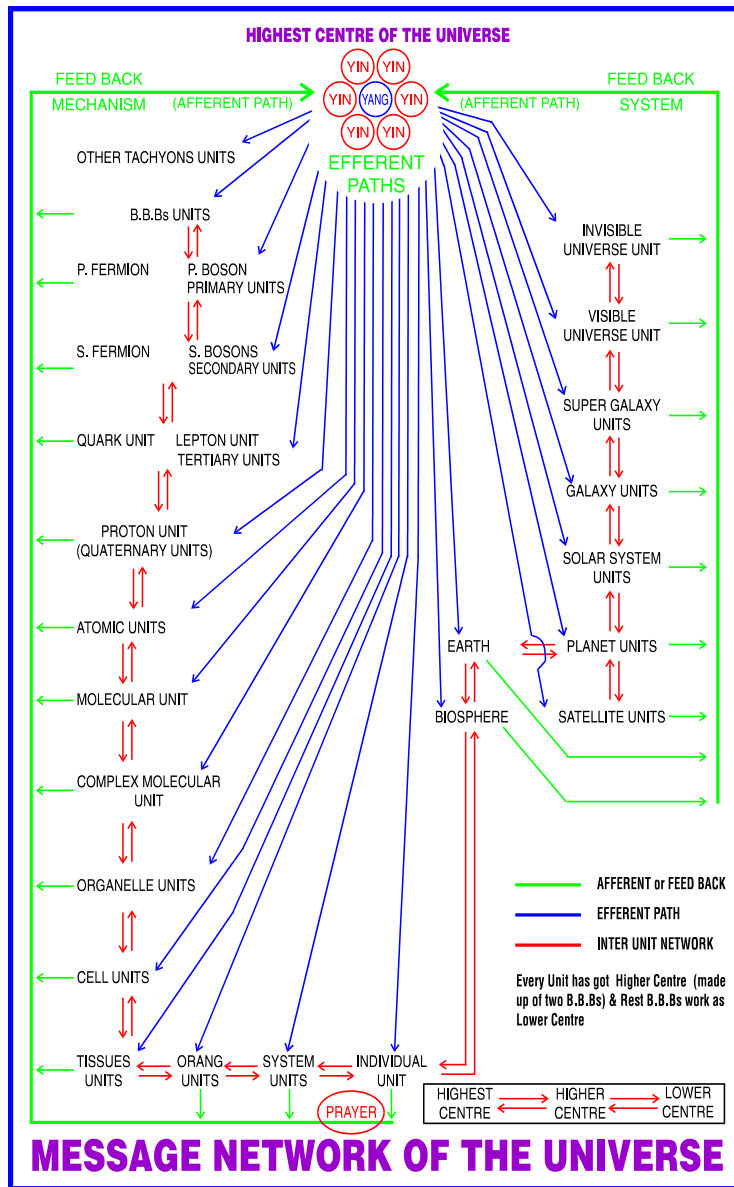 HIGHEST CENTRE OF THE UNIVERSE
FEED BACK
MECHANISM
(AFFERENT PATH)
YIN
YIN
YIN
YANG
YIN
YIN
YIN
(AFFERENT PATH)
FEED BACK
SYSTEM
EFFERENT
PATHS
OTHER TACHYONS UNITS
B.B.Bs UNITS
P. FERMION
P. BOSON
PRIMARY UNITS
S. FERMION
S. BOSONS
SECONDARY UNITS
QUARK UNIT
LEPTON UNIT
TERTIARY UNITS
PROTON UNIT
(QUATERNARY UNITS)
ATOMIC UNITS
MOLECULAR UNIT
COMPLEX MOLECULAR
UNIT
ORGANELLE UNITS
CELL UNITS
TISSUES
UNITS
ORANG
UNITS
SYSTEM
UNITS
INDIVIDUAL
UNIT
PRAYER
INVISIBLE
UNIVERSE UNIT
VISIBLE
UNIVERSE UNIT
SUPER GALAXY
UNITS
GALAXY UNITS
SOLAR SYSTEM
UNITS
EARTH
PLANET UNITS
BIOSPHERE
SATELLITE UNITS
AFFERENT or FEED BACK
EFFERENT PATH
INTER UNIT NETWORK
Every Unit has got Higher Centre (made
up of two B.B.Bs) & Rest B.B.Bs work as
Lower Centre
HIGHEST
CENTRE
HIGHER
CENTRE
LOWER
CENTRE
MESSAGE NETWORK OF THE UNIVERSE